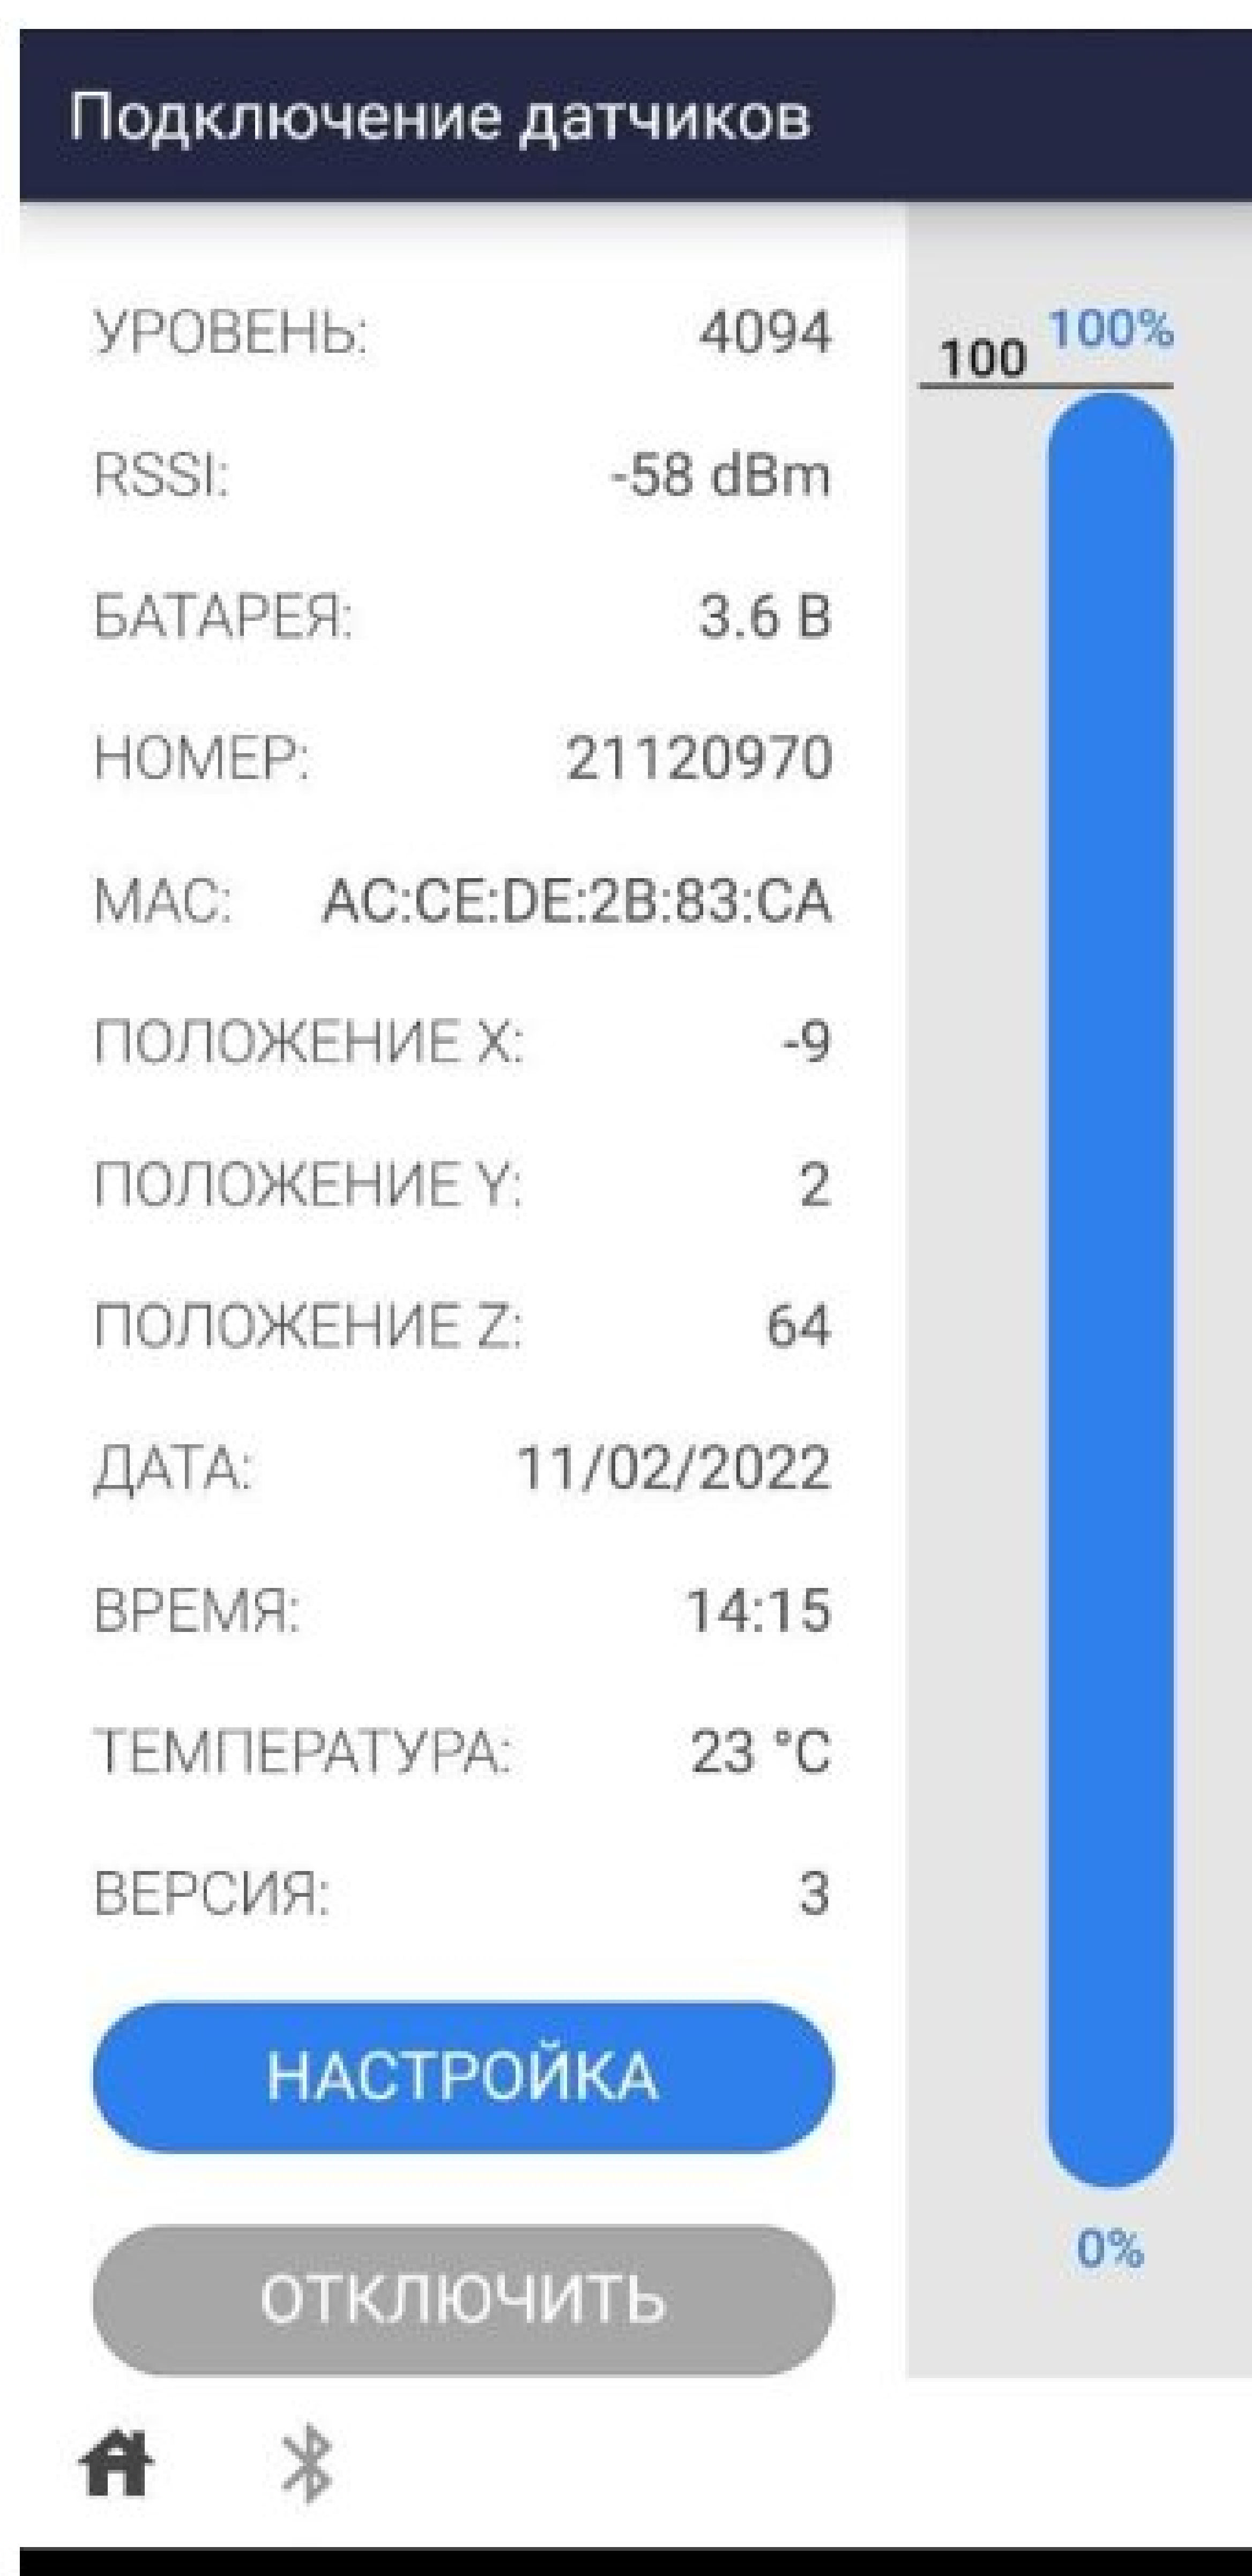 Подключение датчиков
УРОВЕНЬ: 4094
100 100%
RSSI: -58 dBm
БАТАРЕЯ: 3.6 В
НОМЕР: 21120970
MAC: AC:CE:DE:2B:83:CA
ПОЛОЖЕНИЕ X: -9
ПОЛОЖЕНИЕ Y: 2
ПОЛОЖЕНИЕ Z: 64
ДАТА: 11/02/2022
ВРЕМЯ: 14:15
ТЕМПЕРАТУРА: 23 °C
ВЕРСИЯ: 3
НАСТРОЙКА
0%
ОТКЛЮЧИТЬ